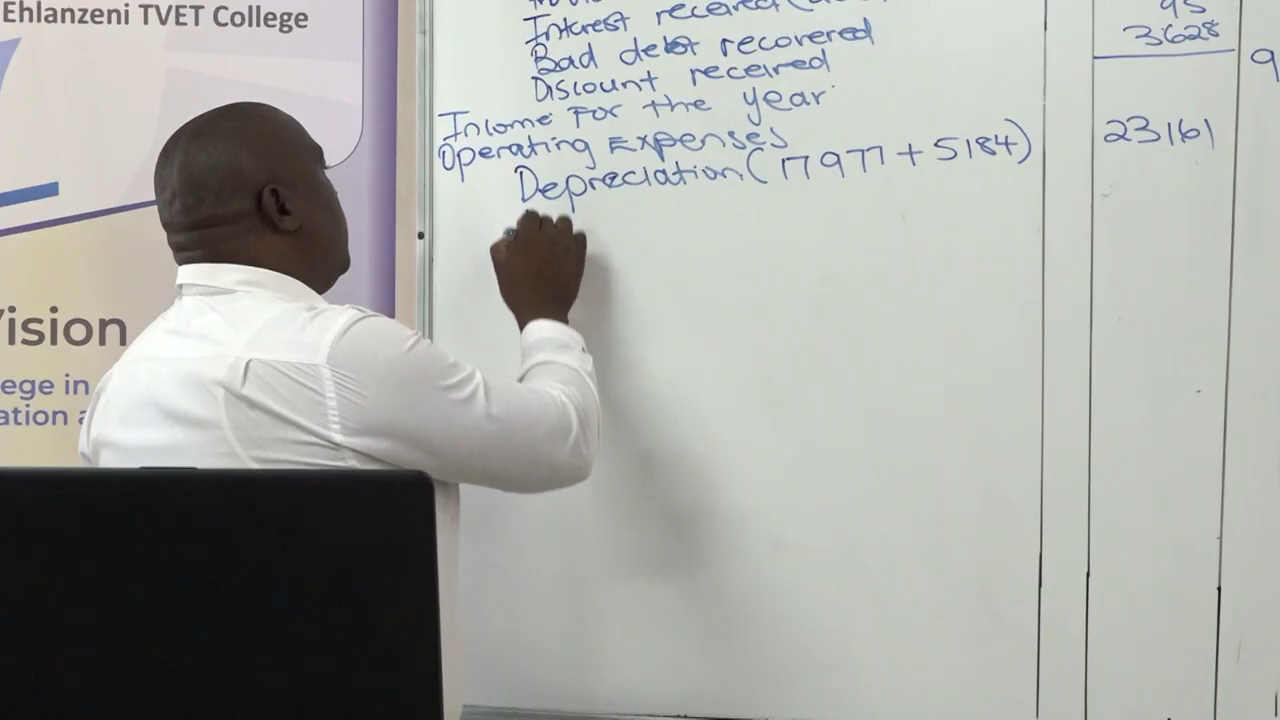 Ehlanzeni TVET College
Vision
ege in
ation
Interest received
Bad debt recovered
Discount received
Income For the year
Operating Expenses
Depreciation (17977 + 5184) 23161
3628
9